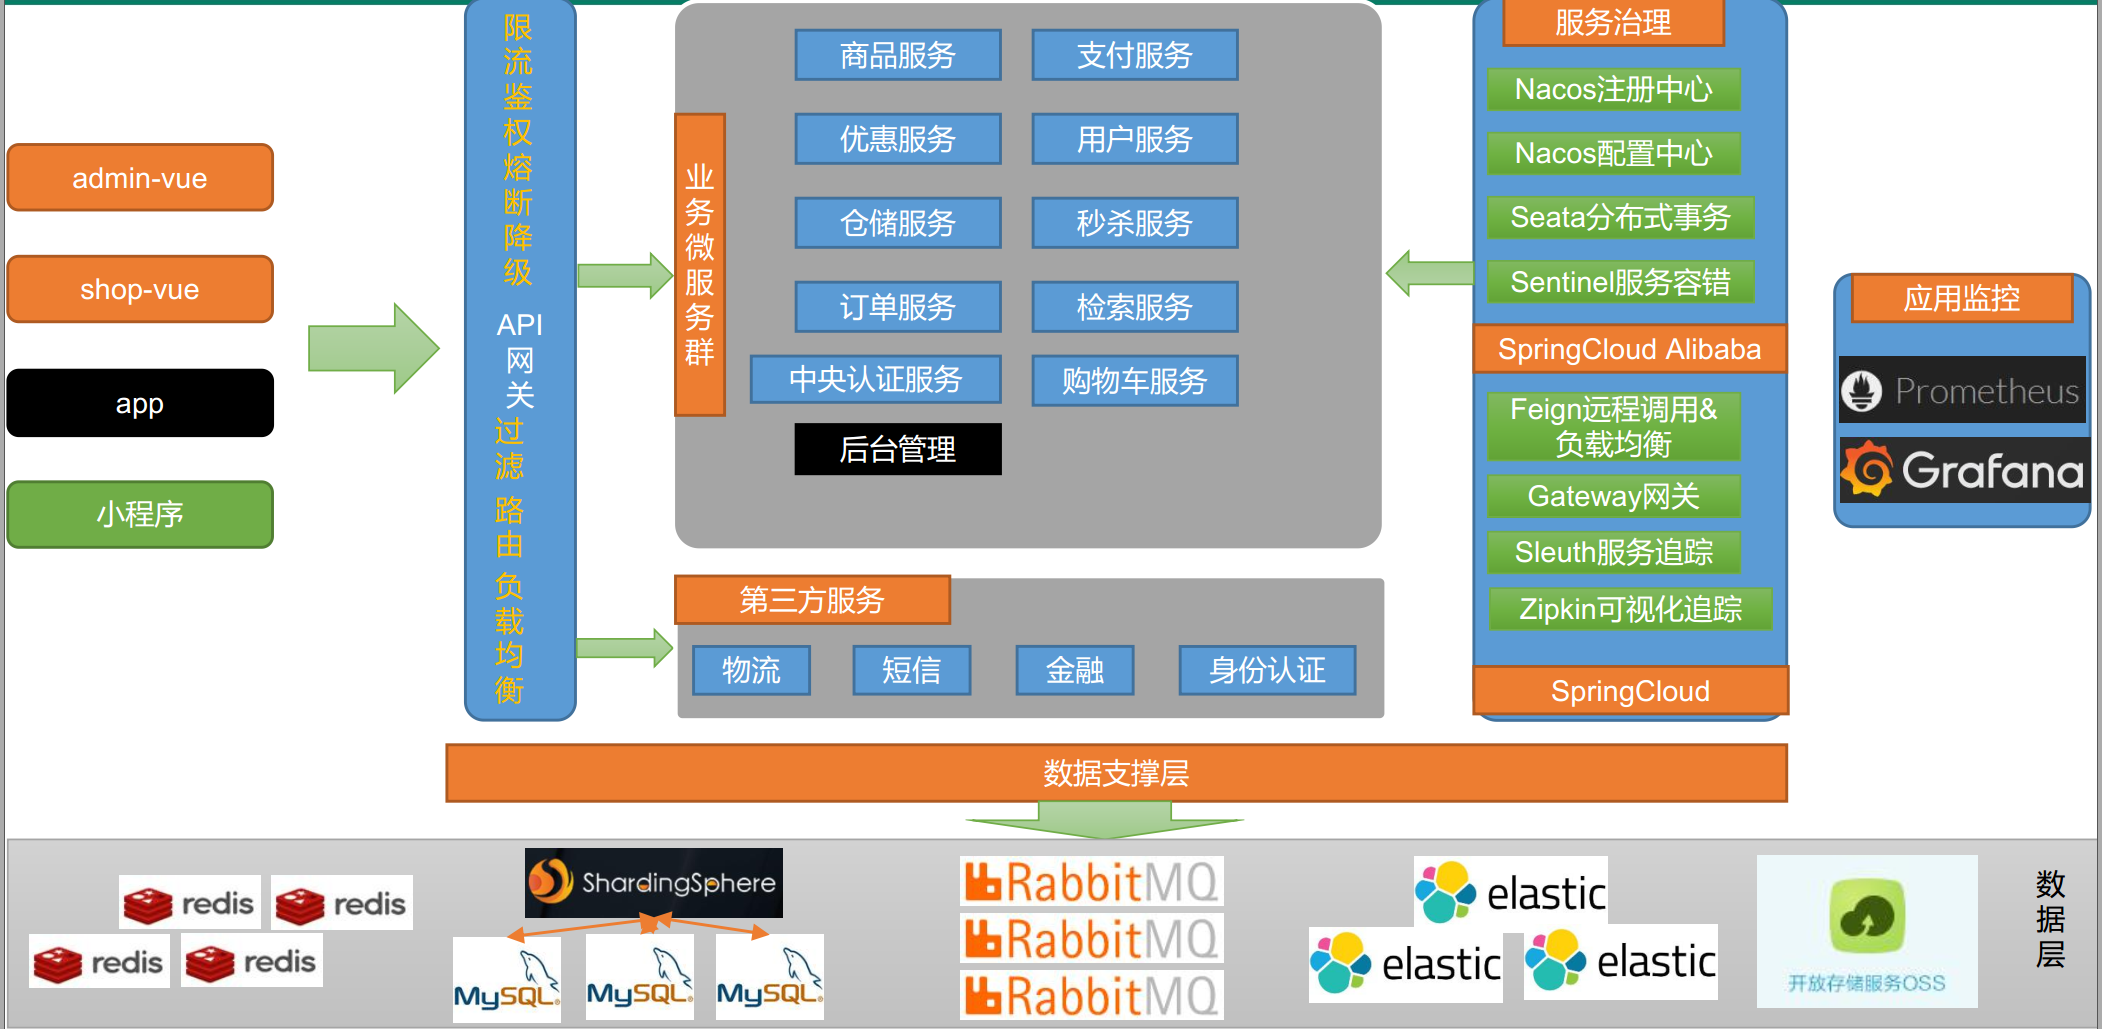 admin-vue
shop-vue
app
小程序
限流鉴权熔断降级
API
网关
过滤
路由
负载均衡
业务微服务群
商品服务
支付服务
优惠服务
用户服务
仓储服务
秒杀服务
订单服务
检索服务
中央认证服务
购物车服务
后台管理
第三方服务
物流
短信
金融
身份认证
服务治理
Nacos注册中心
Nacos配置中心
Seata分布式事务
Sentinel服务容错
SpringCloud Alibaba
Feign远程调用&
负载均衡
Gateway网关
Sleuth服务追踪
Zipkin可视化追踪
SpringCloud
应用监控
Prometheus
Grafana
数据支撑层
redis
redis
redis
redis
ShardingSphere
MySQL
MySQL
MySQL
RabbitMQ
RabbitMQ
RabbitMQ
elastic
elastic
elastic
开放存储服务OSS
数据层